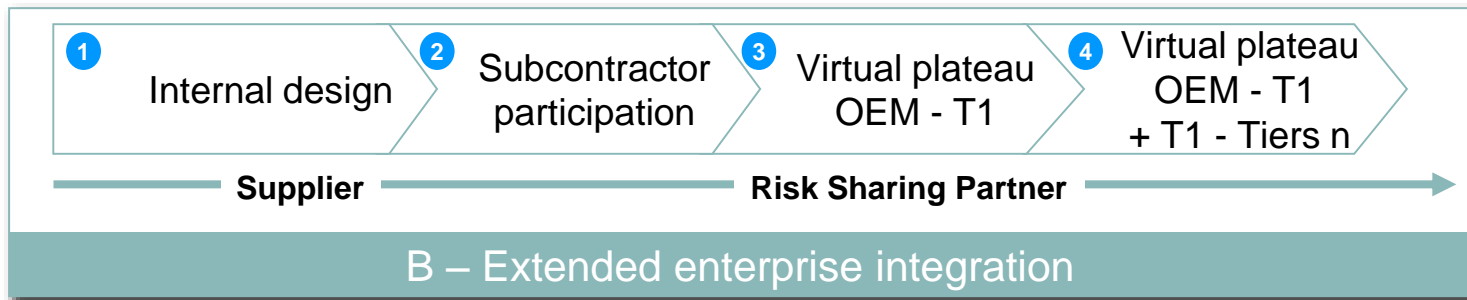 1
Internal design
2
Subcontractor
participation
3
Virtual plateau
OEM - T1
4
Virtual plateau
OEM - T1
+ T1 - Tiers n
Supplier
Risk Sharing Partner
B – Extended enterprise integration